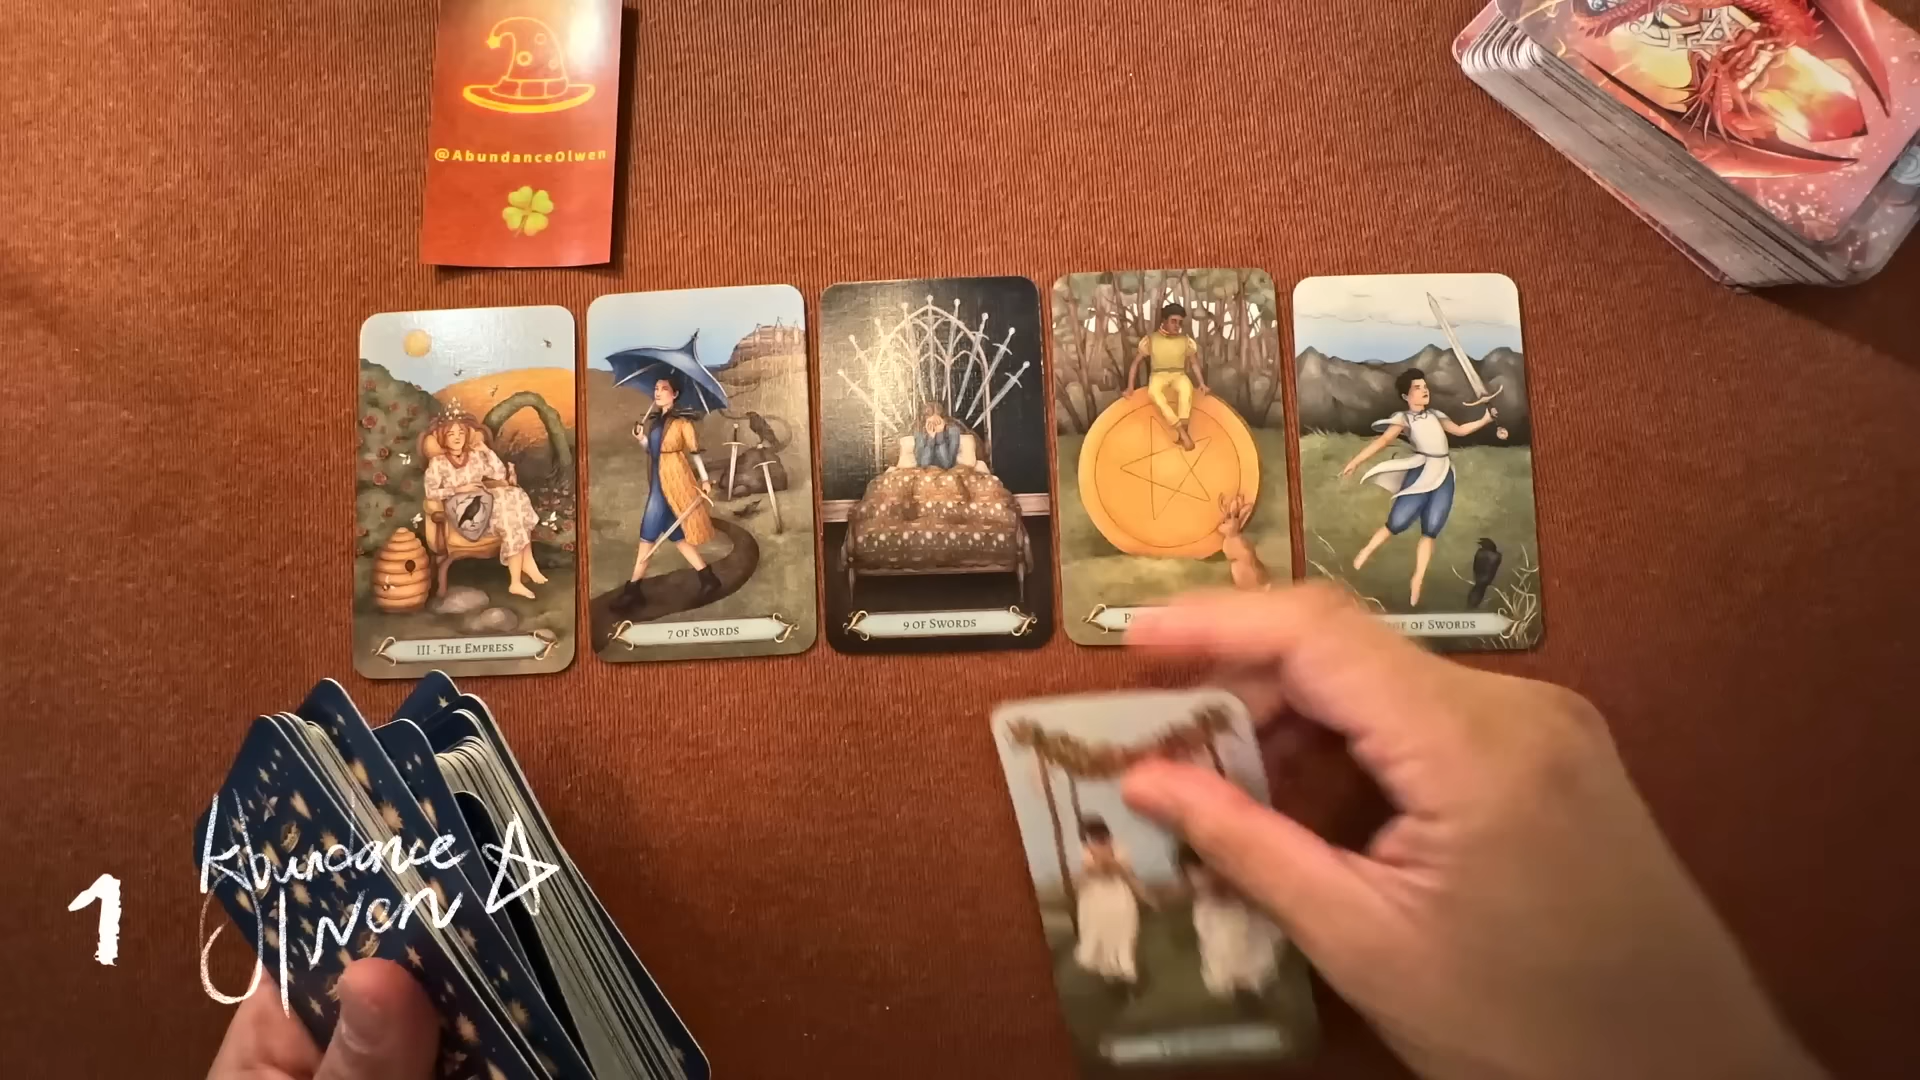 @AbundanceOlwen
III - THE EMPRESS
7 OF SWORDS
9 OF SWORDS
OF SWORDS
1
Abundance
Olwen